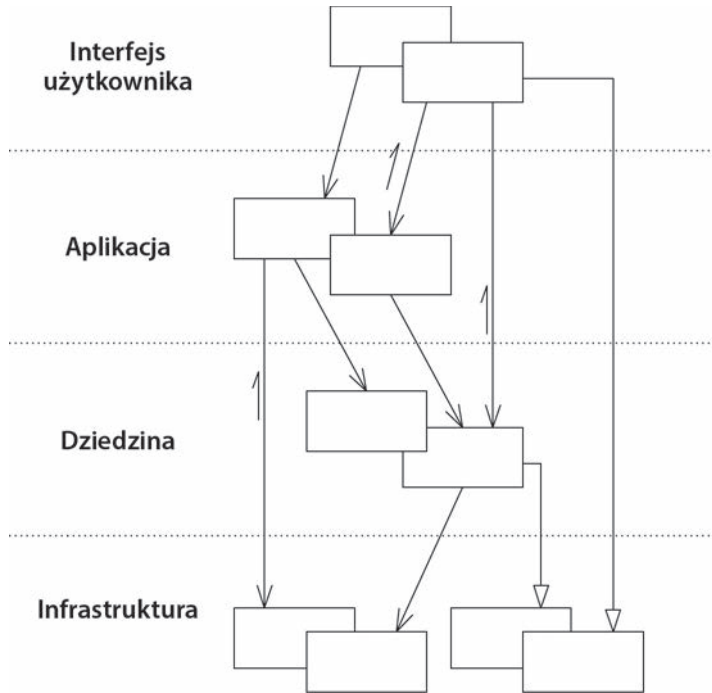 Interfejs
użytkownika
Aplikacja
Dziedzina
Infrastruktura